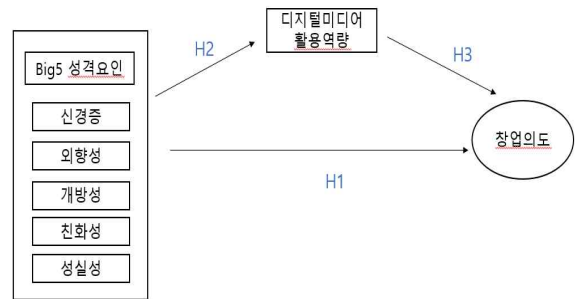 디지털미디어
활용역량
Big5 성격요인
H2
H3
신경증
외향성
창업의도
H1
개방성
친화성
성실성